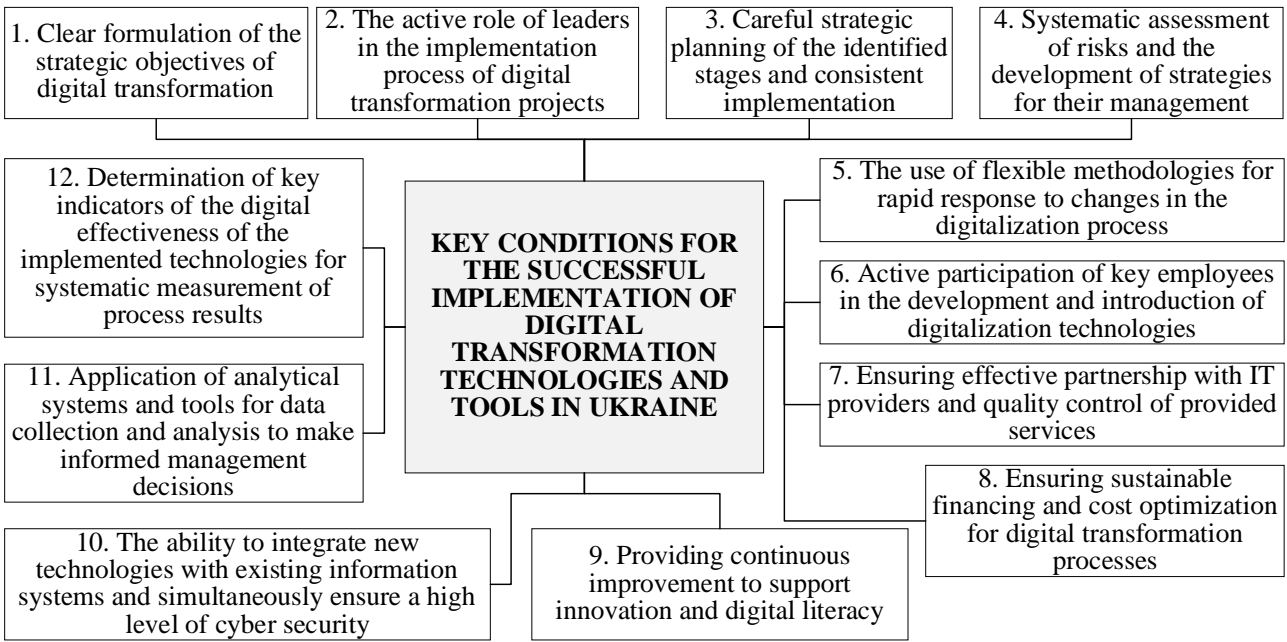 1. Clear formulation of the
strategic objectives of
digital transformation
2. The active role of leaders
in the implementation
process of digital
transformation projects
3. Careful strategic
planning of the identified
stages and consistent
implementation
4. Systematic assessment
of risks and the
development of strategies
for their management
12. Determination of key
indicators of the digital
effectiveness of the
implemented technologies for
systematic measurement of
process results
KEY CONDITIONS FOR
THE SUCCESSFUL
IMPLEMENTATION OF
DIGITAL
TRANSFORMATION
TECHNOLOGIES AND
TOOLS IN UKRAINE
5. The use of flexible methodologies for
rapid response to changes in the
digitalization process
6. Active participation of key employees
in the development and introduction of
digitalization technologies
7. Ensuring effective partnership with IT
providers and quality control of provided
services
11. Application of analytical
systems and tools for data
collection and analysis to make
informed management
decisions
8. Ensuring sustainable
financing and cost optimization
for digital transformation
processes
10. The ability to integrate new
technologies with existing information
systems and simultaneously ensure a high
level of cyber security
9. Providing continuous
improvement to support
innovation and digital literacy